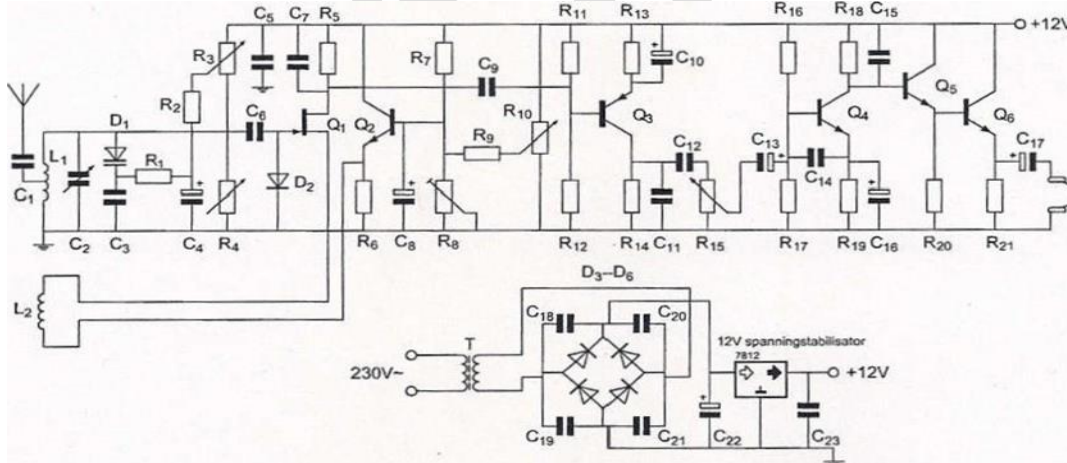 C5 C7 R5 R11 R13 R16 R18 C15
+12V
R3 R7 C9 C10
R2 R10 Q5
D1 C6 Q1 Q2 Q3 Q4 Q6
L1 R1 R9 C12 C13 C17
C1 D2 C14
C2 C3 C4 R4 R6 C8 R8 R12 R14 C11 R15 R17 R19 C16 R20 R21
D3–D6
L2
C18 C20
T 12V spanningstabilisator
7812
230V~ +12V
C19 C21 C22 C23